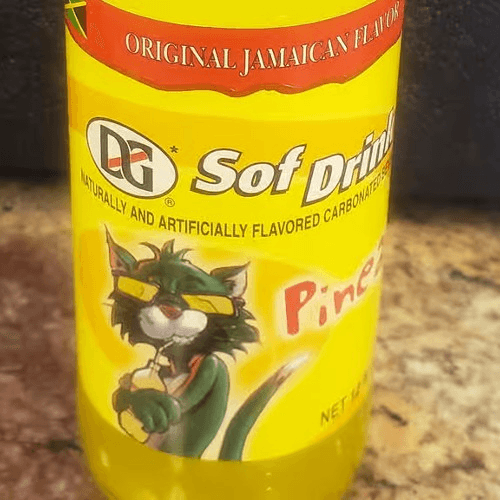 ORIGINAL JAMAICAN FLAVOR
DG * Sof Drink
®
NATURALLY AND ARTIFICIALLY FLAVORED CARBONATED
Pine
NET